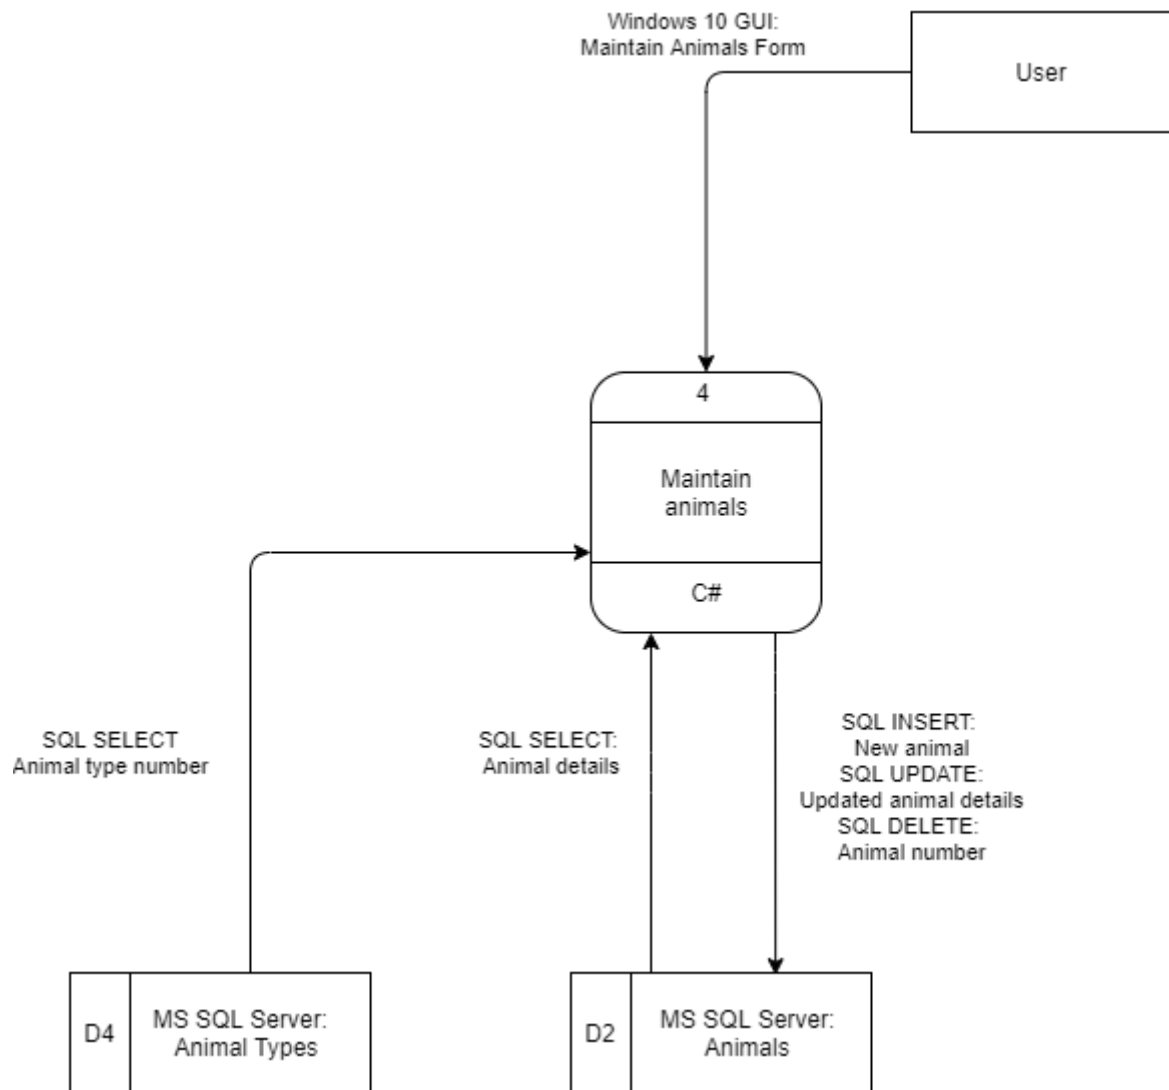 Windows 10 GUI:
Maintain Animals Form
User
4
Maintain
animals
C#
SQL SELECT
Animal type number
SQL SELECT:
Animal details
SQL INSERT:
New animal
SQL UPDATE:
Updated animal details
SQL DELETE:
Animal number
D4
MS SQL Server:
Animal Types
D2
MS SQL Server:
Animals